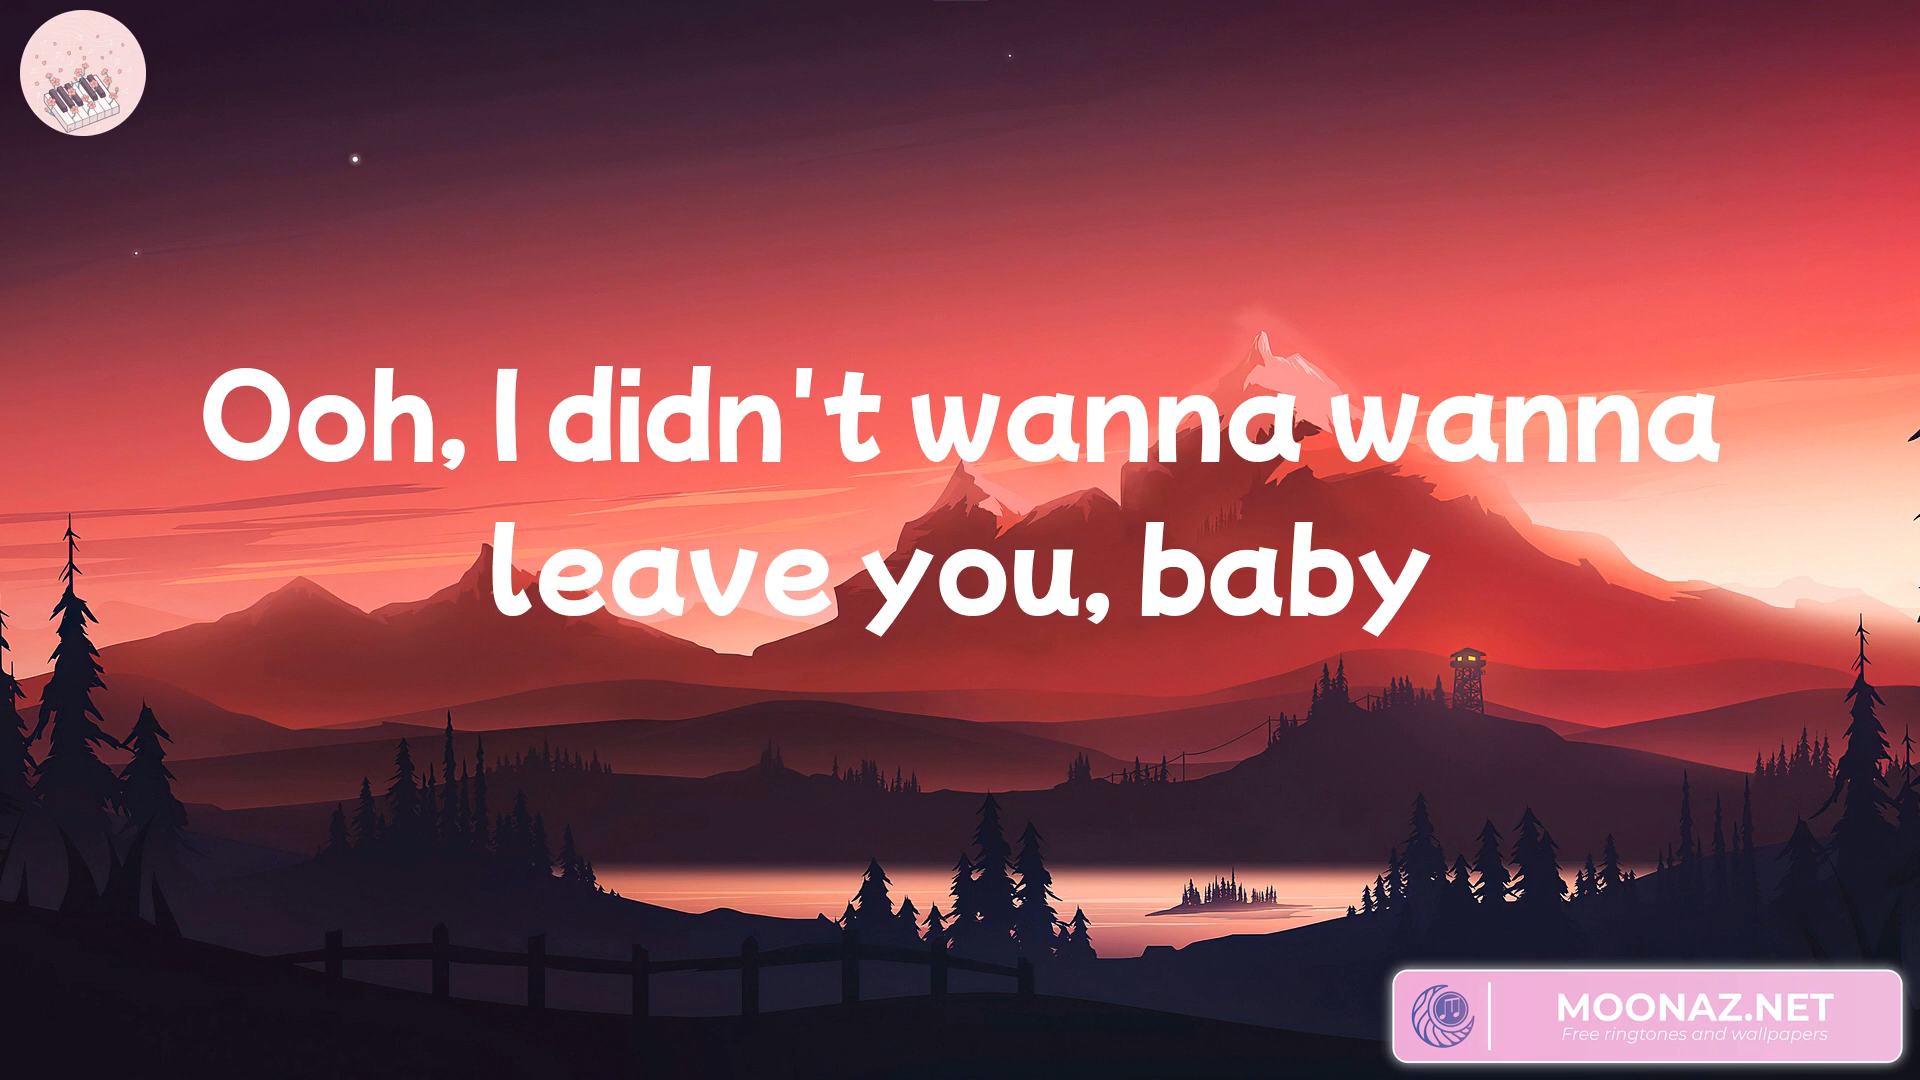 Ooh, I didn't wanna wanna
leave you, baby
MOONAZ.NET
Free ringtones and wallpapers